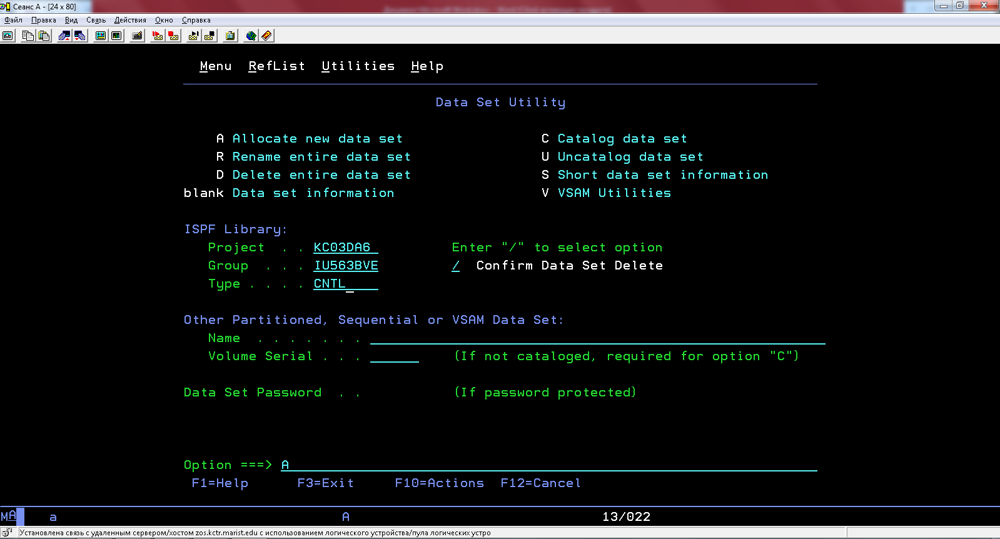 Сеанс A - [24 x 80]
Файл Правка Вид Связь Действия Окно Справка
Menu RefList Utilities Help
Data Set Utility
A Allocate new data set C Catalog data set
R Rename entire data set U Uncatalog data set
D Delete entire data set S Short data set information
blank Data set information V VSAM Utilities
ISPF Library:
Project . . KC03DA6 Enter "/" to select option
Group . . . IU563BVE / Confirm Data Set Delete
Type . . . . CNTL
Other Partitioned, Sequential or VSAM Data Set:
Name . . . . . . .
Volume Serial . . . (If not cataloged, required for option "C")
Data Set Password . . (If password protected)
Option ===> A
F1=Help F3=Exit F10=Actions F12=Cancel
MA a A 13/022
Установлена связь с удаленным сервером/хостом zos.kctr.marist.edu с использованием логического устройства/пула логических устро